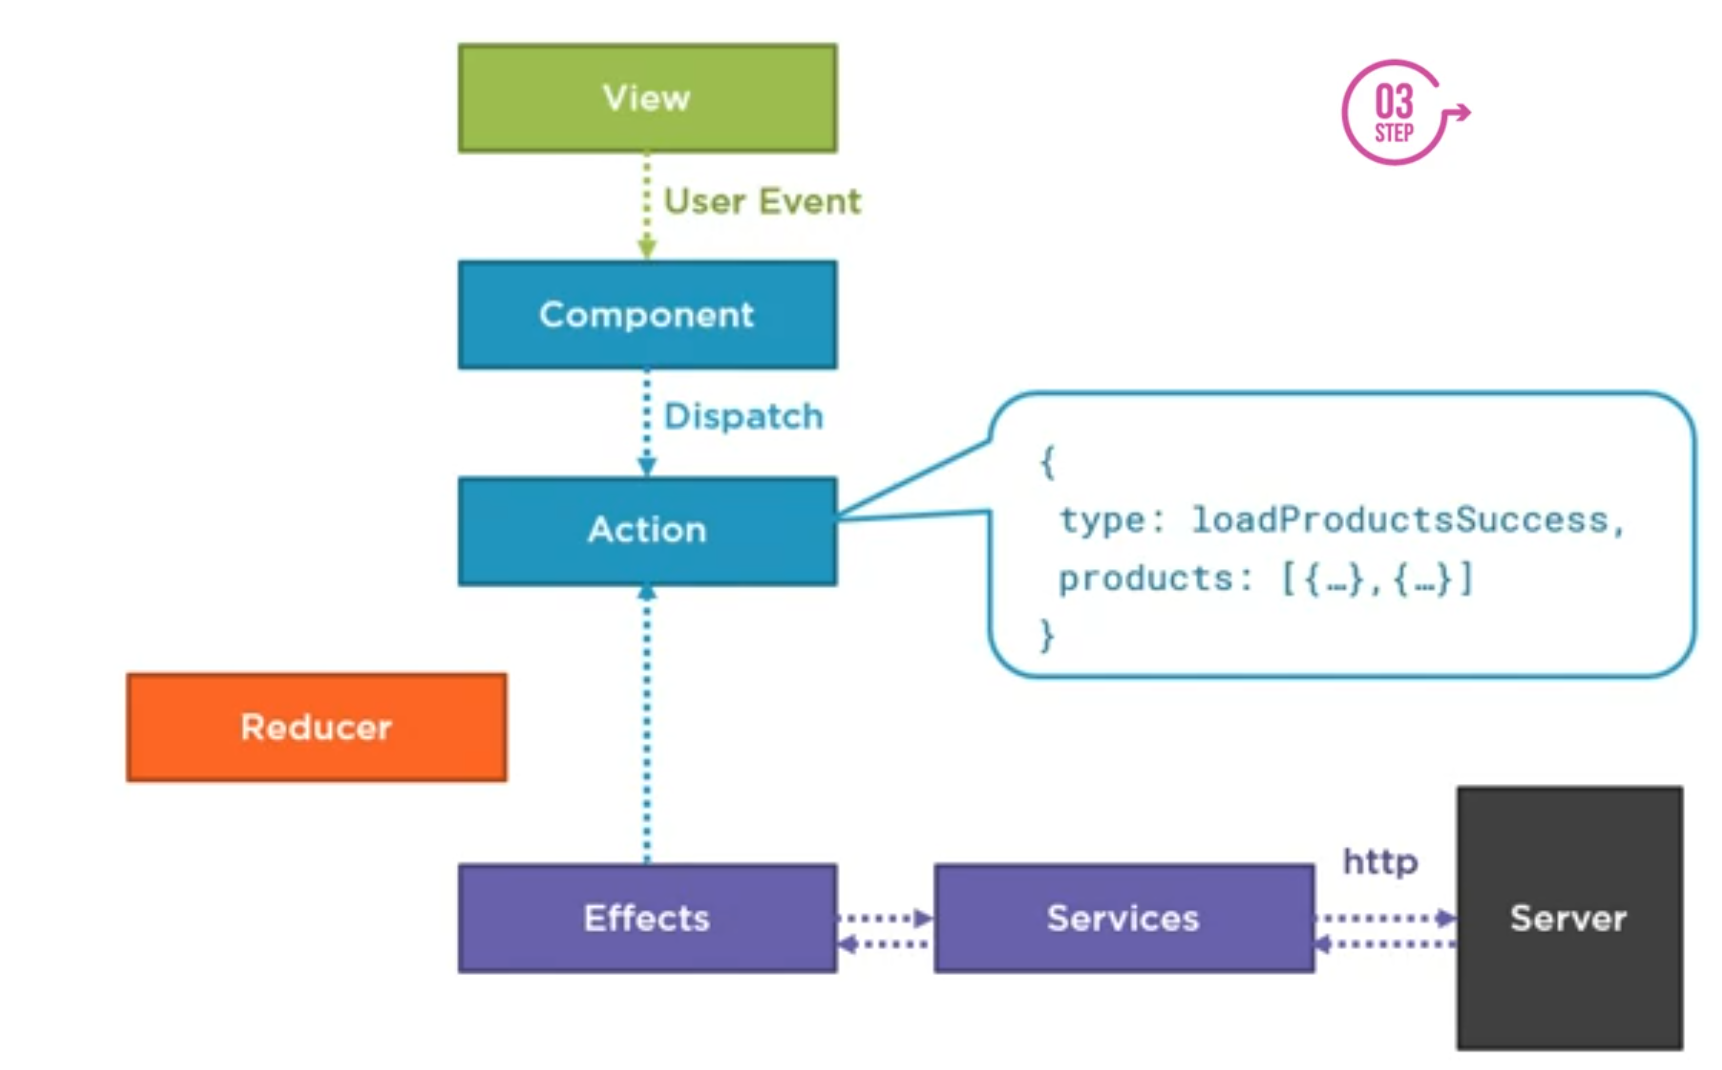 View
03
STEP
User Event
Component
Dispatch
Action
{
type: loadProductsSuccess,
products: [{…},{…}]
}
Reducer
http
Effects
Services
Server